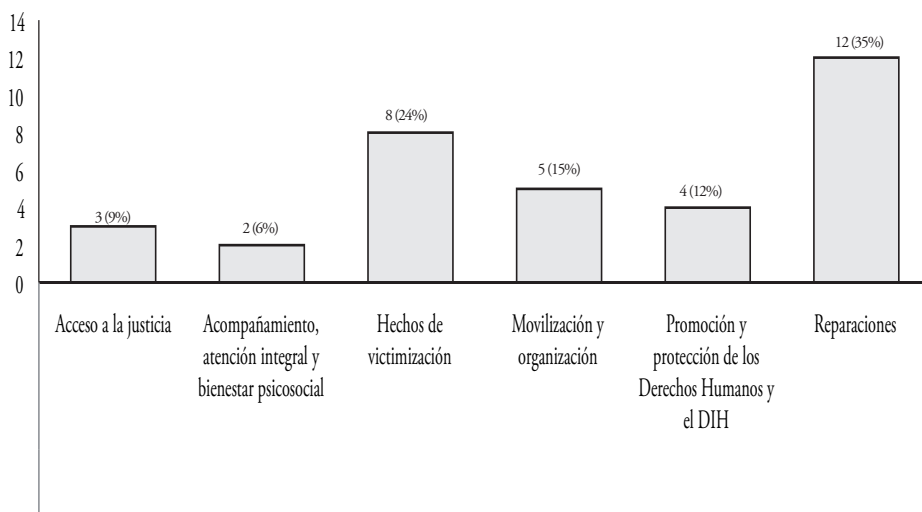 14
12
10
8
6
4
2
0
3 (9%)
2 (6%)
8 (24%)
5 (15%)
4 (12%)
12 (35%)
Acceso a la justicia
Acompañamiento,
atención integral y
bienestar psicosocial
Hechos de
victimización
Movilización y
organización
Promoción y
protección de los
Derechos Humanos y
el DIH
Reparaciones